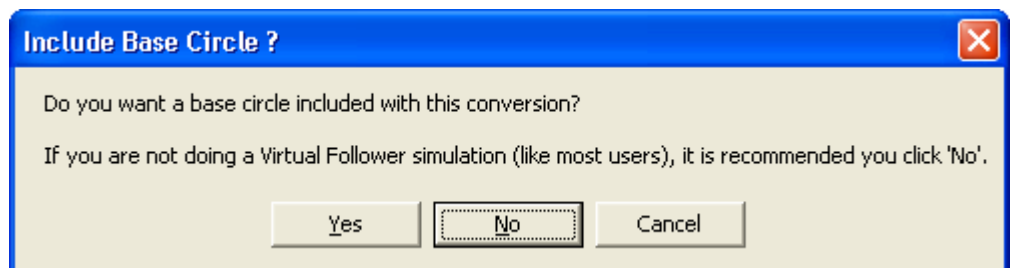 Include Base Circle ?
Do you want a base circle included with this conversion?
If you are not doing a Virtual Follower simulation (like most users), it is recommended you click 'No'.
Yes No Cancel